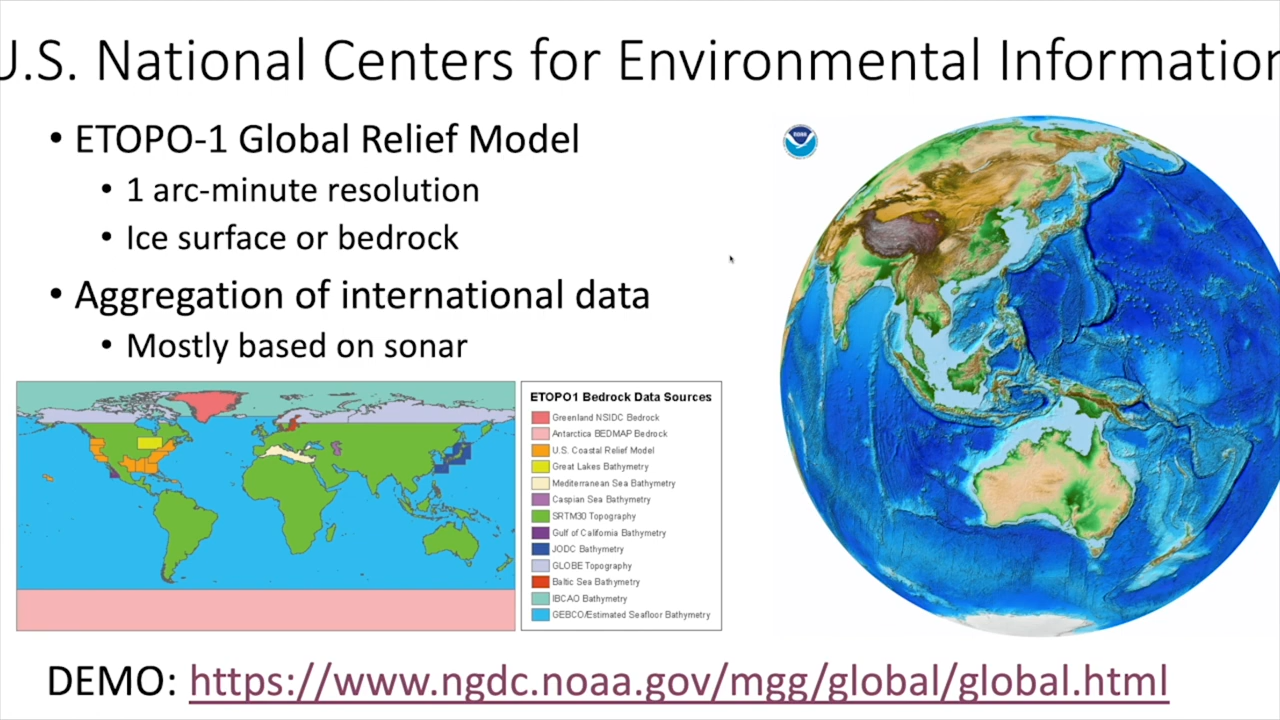 U.S. National Centers for Environmental Information
• ETOPO-1 Global Relief Model
• 1 arc-minute resolution
• Ice surface or bedrock
• Aggregation of international data
• Mostly based on sonar
ETOPO1 Bedrock Data Sources
Greenland NSIDC Bedrock
Antarctica BEDMAP Bedrock
U.S. Coastal Relief Model
Great Lakes Bathymetry
Mediterranean Sea Bathymetry
Caspian Sea Bathymetry
SRTM30 Topography
Gulf of California Bathymetry
JODC Bathymetry
GLOBE Topography
Baltic Sea Bathymetry
IBCAO Bathymetry
GEBCO/Estimated Seafloor Bathymetry
DEMO: https://www.ngdc.noaa.gov/mgg/global/global.html